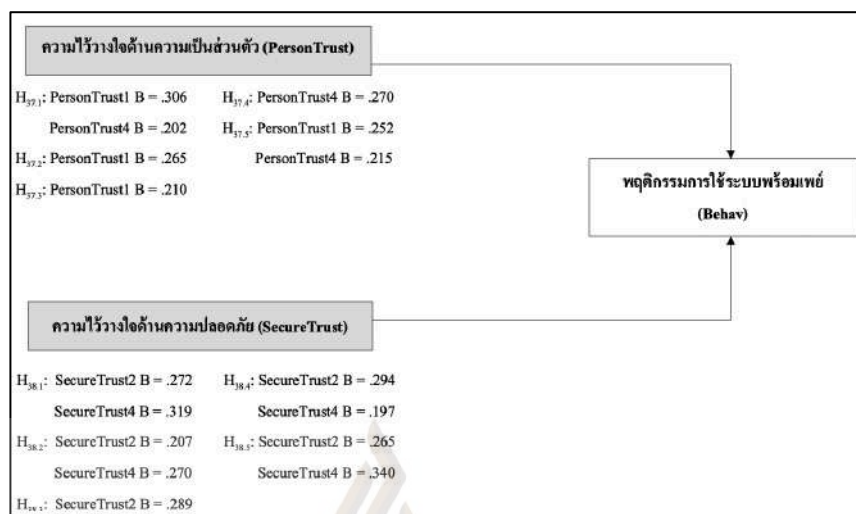 ความไว้วางใจด้านความเป็นส่วนตัว (PersonTrust)
H37.1: PersonTrust1 B = .306 H37.4: PersonTrust4 B = .270
PersonTrust4 B = .202 H37.5: PersonTrust1 B = .252
H37.2: PersonTrust1 B = .265 PersonTrust4 B = .215
H37.3: PersonTrust1 B = .210
พฤติกรรมการใช้ระบบพร้อมเพย์
(Behav)
ความไว้วางใจด้านความปลอดภัย (SecureTrust)
H38.1: SecureTrust2 B = .272 H38.4: SecureTrust2 B = .294
SecureTrust4 B = .319 SecureTrust4 B = .197
H38.2: SecureTrust2 B = .207 H38.5: SecureTrust2 B = .265
SecureTrust4 B = .270 SecureTrust4 B = .340
H38.3: SecureTrust2 B = .289